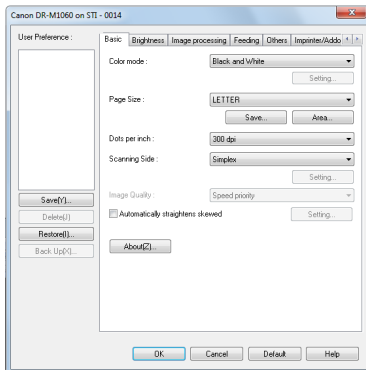 Canon DR-M1060 on STI - 0014
User Preference :
Save(Y)...
Delete(J)
Restore(I)...
Back Up(X)...
Basic Brightness Image processing Feeding Others Imprinter/Addo
Color mode : Black and White
Setting...
Page Size : LETTER
Save... Area...
Dots per inch : 300 dpi
Scanning Side : Simplex
Setting...
Image Quality : Speed priority
Automatically straightens skewed Setting...
About(Z)...
OK Cancel Default Help